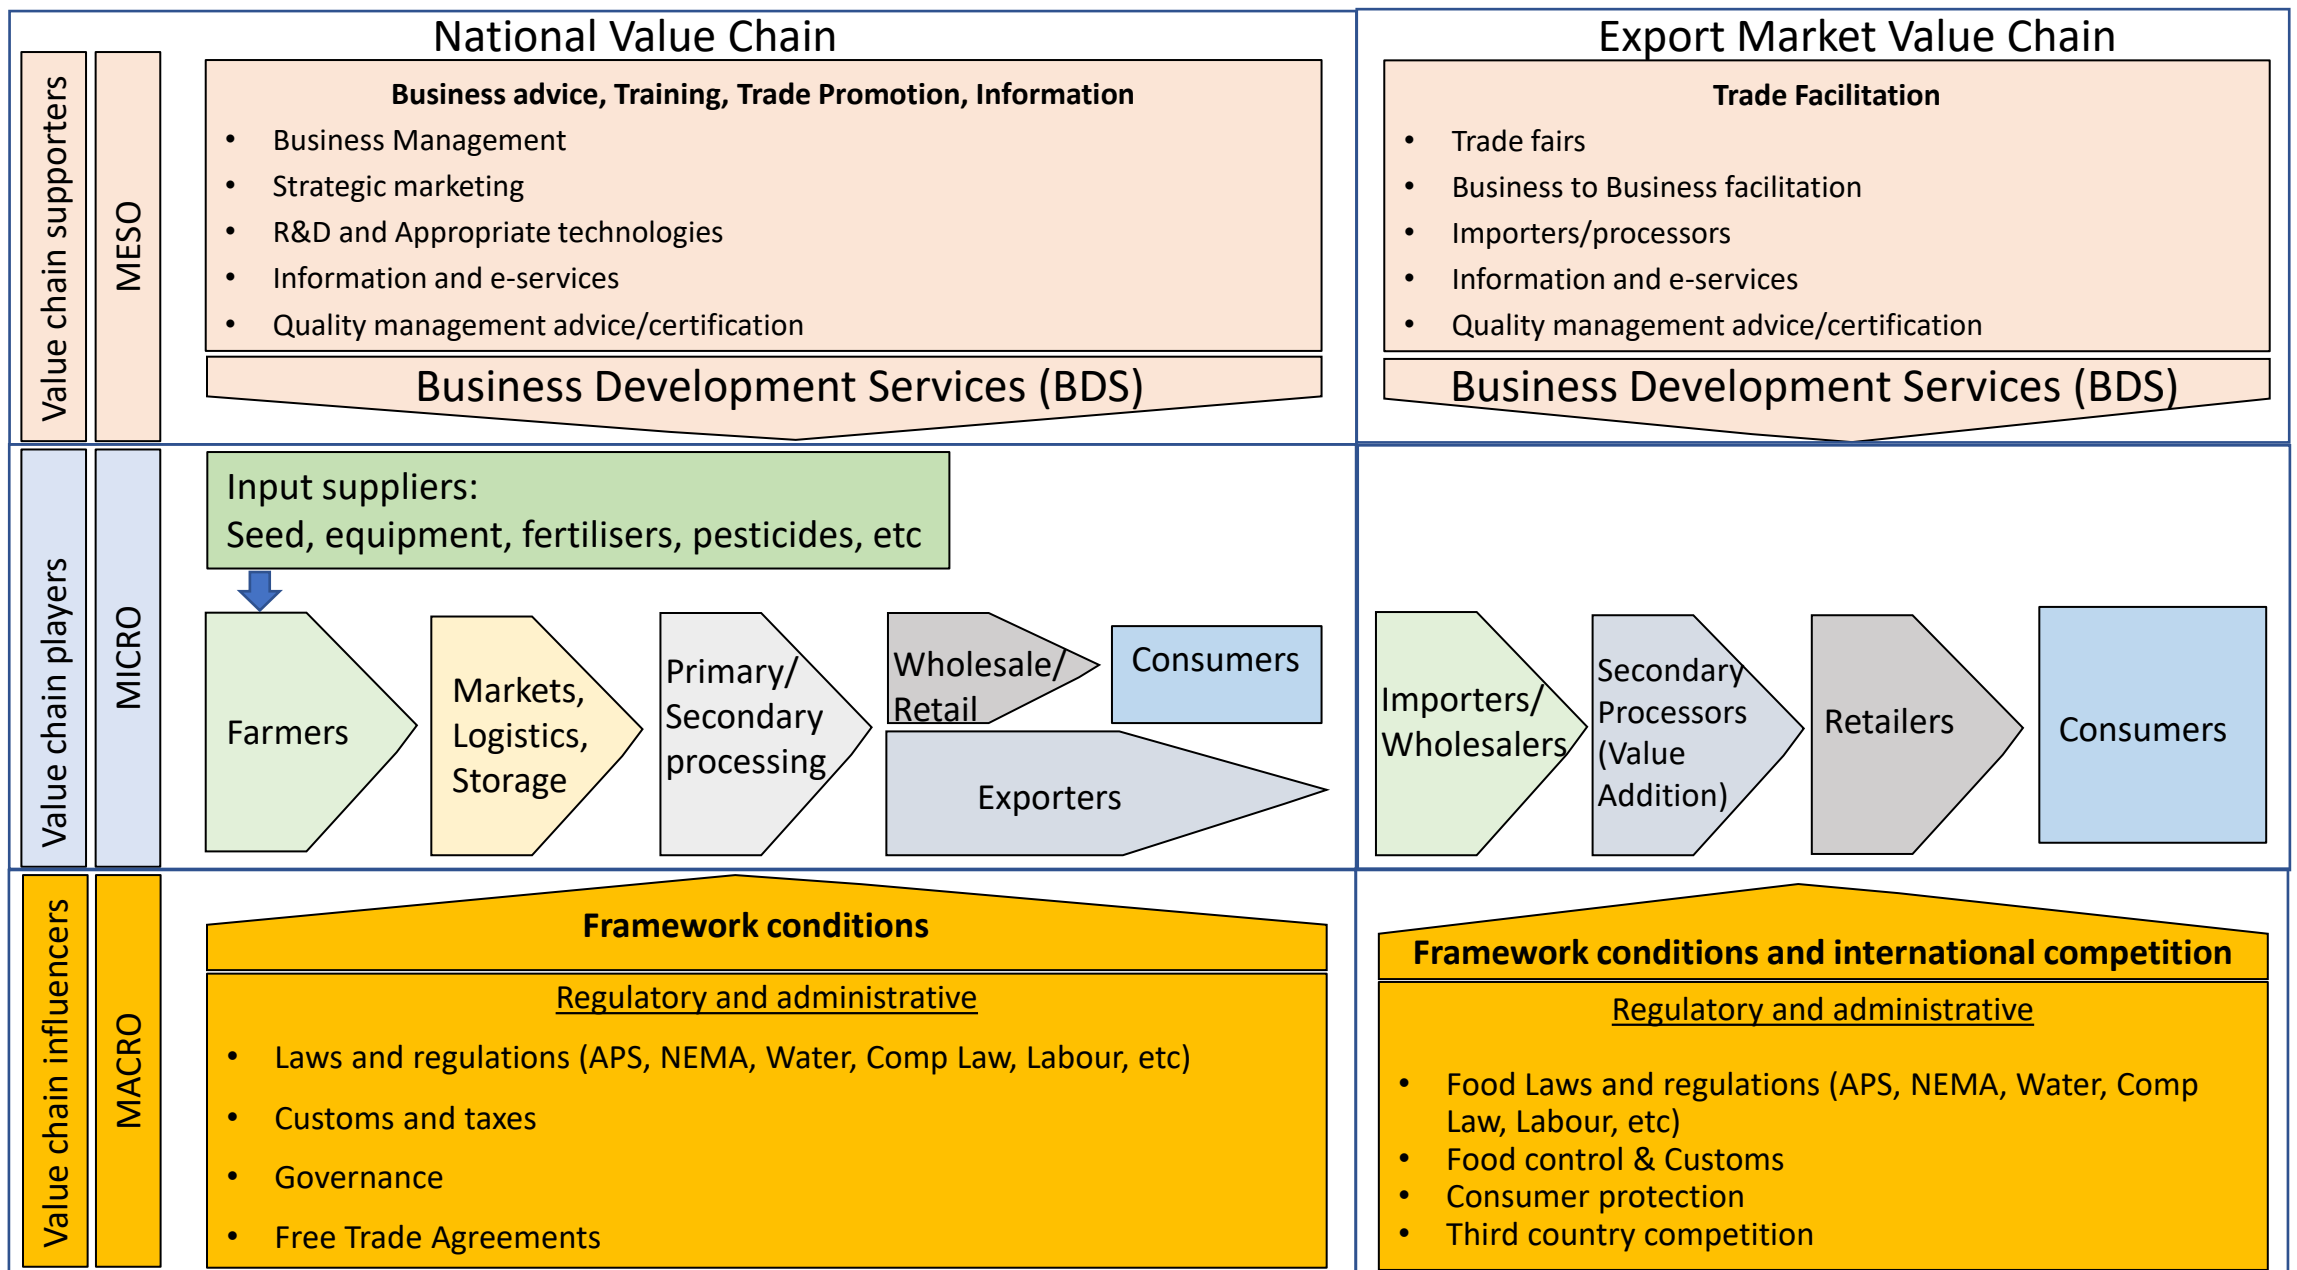 National Value Chain
Export Market Value Chain
Value chain supporters
MESO
Business advice, Training, Trade Promotion, Information
• Business Management
• Strategic marketing
• R&D and Appropriate technologies
• Information and e-services
• Quality management advice/certification
Business Development Services (BDS)
Trade Facilitation
• Trade fairs
• Business to Business facilitation
• Importers/processors
• Information and e-services
• Quality management advice/certification
Business Development Services (BDS)
Value chain players
MICRO
Input suppliers:
Seed, equipment, fertilisers, pesticides, etc
Farmers
Markets,
Logistics,
Storage
Primary/
Secondary
processing
Wholesale/
Retail
Consumers
Exporters
Importers/
Wholesalers
Secondary
Processors
(Value
Addition)
Retailers
Consumers
Value chain influencers
MACRO
Framework conditions
Regulatory and administrative
• Laws and regulations (APS, NEMA, Water, Comp Law, Labour, etc)
• Customs and taxes
• Governance
• Free Trade Agreements
Framework conditions and international competition
Regulatory and administrative
• Food Laws and regulations (APS, NEMA, Water, Comp
Law, Labour, etc)
• Food control & Customs
• Consumer protection
• Third country competition